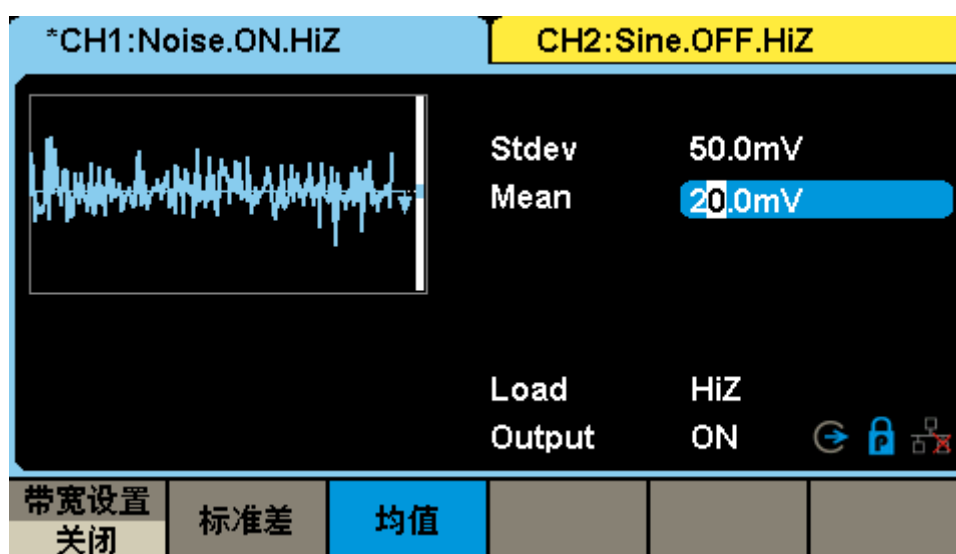 *CH1:Noise.ON.HiZ
CH2:Sine.OFF.HiZ
Stdev 50.0mV
Mean 20.0mV
Load HiZ
Output ON
P
带宽设置
关闭
标准差
均值